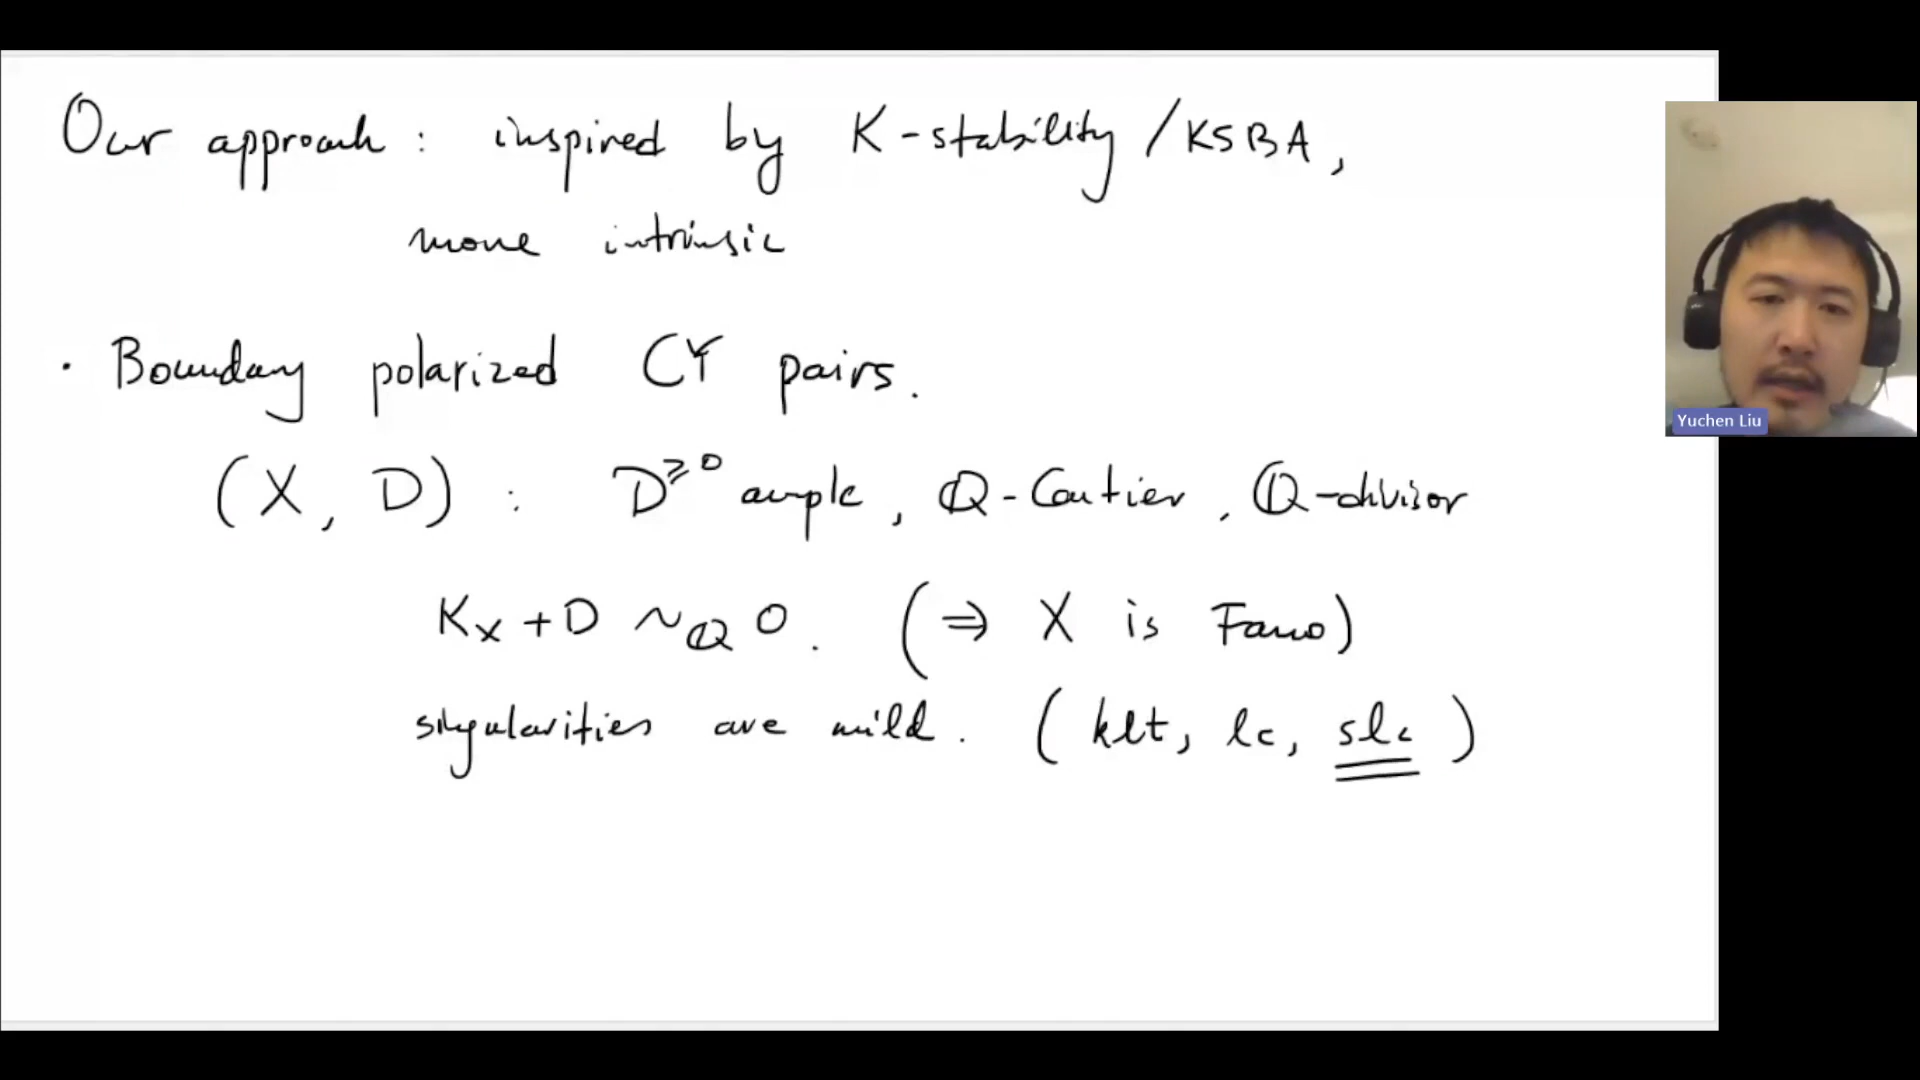 Our approach : inspired by K-stability / KSBA,
more intrinsic
· Boundary polarized CY pairs.
(X, D) : D≥0 ample, ℚ-Cartier, ℚ-divisor
K_X + D ~_ℚ 0. (⇒ X is Fano)
singularities are mild. (klt, lc, slc)
Yuchen Liu